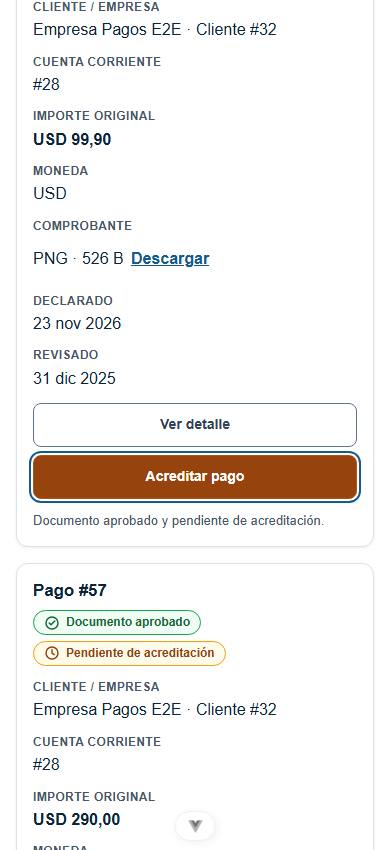 CLIENTE / EMPRESA
Empresa Pagos E2E · Cliente #32
CUENTA CORRIENTE
#28
IMPORTE ORIGINAL
USD 99,90
MONEDA
USD
COMPROBANTE
PNG · 526 B Descargar
DECLARADO
23 nov 2026
REVISADO
31 dic 2025
Ver detalle
Acreditar pago
Documento aprobado y pendiente de acreditación.
Pago #57
Documento aprobado
Pendiente de acreditación
CLIENTE / EMPRESA
Empresa Pagos E2E · Cliente #32
CUENTA CORRIENTE
#28
IMPORTE ORIGINAL
USD 290,00
MONEDA